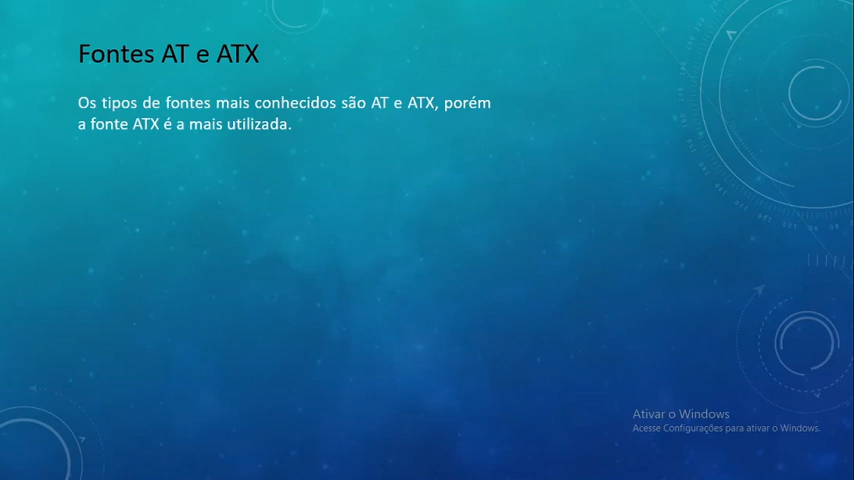 Fontes AT e ATX
Os tipos de fontes mais conhecidos são AT e ATX, porém
a fonte ATX é a mais utilizada.
Ativar o Windows
Acesse Configurações para ativar o Windows.